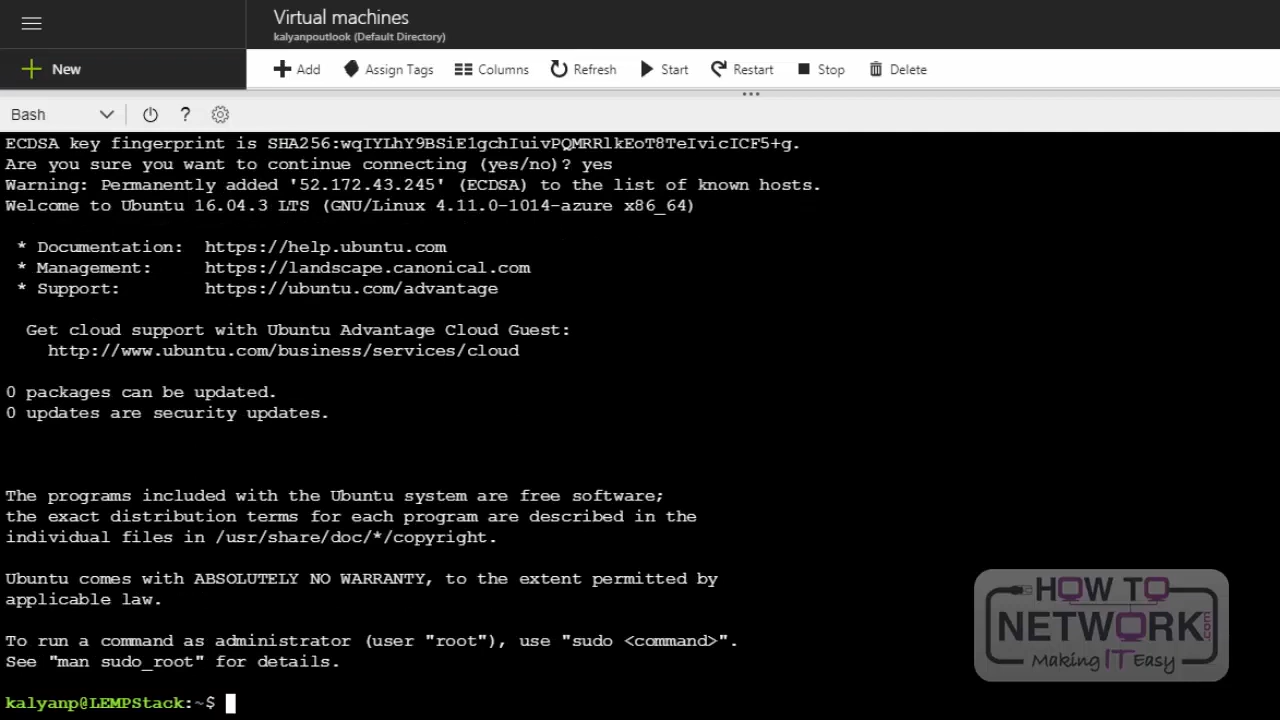 Virtual machines
kalyanpoutlook (Default Directory)
New
Add Assign Tags Columns Refresh Start Restart Stop Delete
Bash ?
ECDSA key fingerprint is SHA256:wqIYLhY9BSiE1gchIuivPQMRRlkEoT8TeIvicICF5+g.
Are you sure you want to continue connecting (yes/no)? yes
Warning: Permanently added '52.172.43.245' (ECDSA) to the list of known hosts.
Welcome to Ubuntu 16.04.3 LTS (GNU/Linux 4.11.0-1014-azure x86_64)
* Documentation: https://help.ubuntu.com
* Management: https://landscape.canonical.com
* Support: https://ubuntu.com/advantage
Get cloud support with Ubuntu Advantage Cloud Guest:
http://www.ubuntu.com/business/services/cloud
0 packages can be updated.
0 updates are security updates.
The programs included with the Ubuntu system are free software;
the exact distribution terms for each program are described in the
individual files in /usr/share/doc/*/copyright.
Ubuntu comes with ABSOLUTELY NO WARRANTY, to the extent permitted by
applicable law.
To run a command as administrator (user "root"), use "sudo <command>".
See "man sudo_root" for details.
kalyanp@LEMPStack:~$
HOW TO
NETWORK.com
Making IT Easy